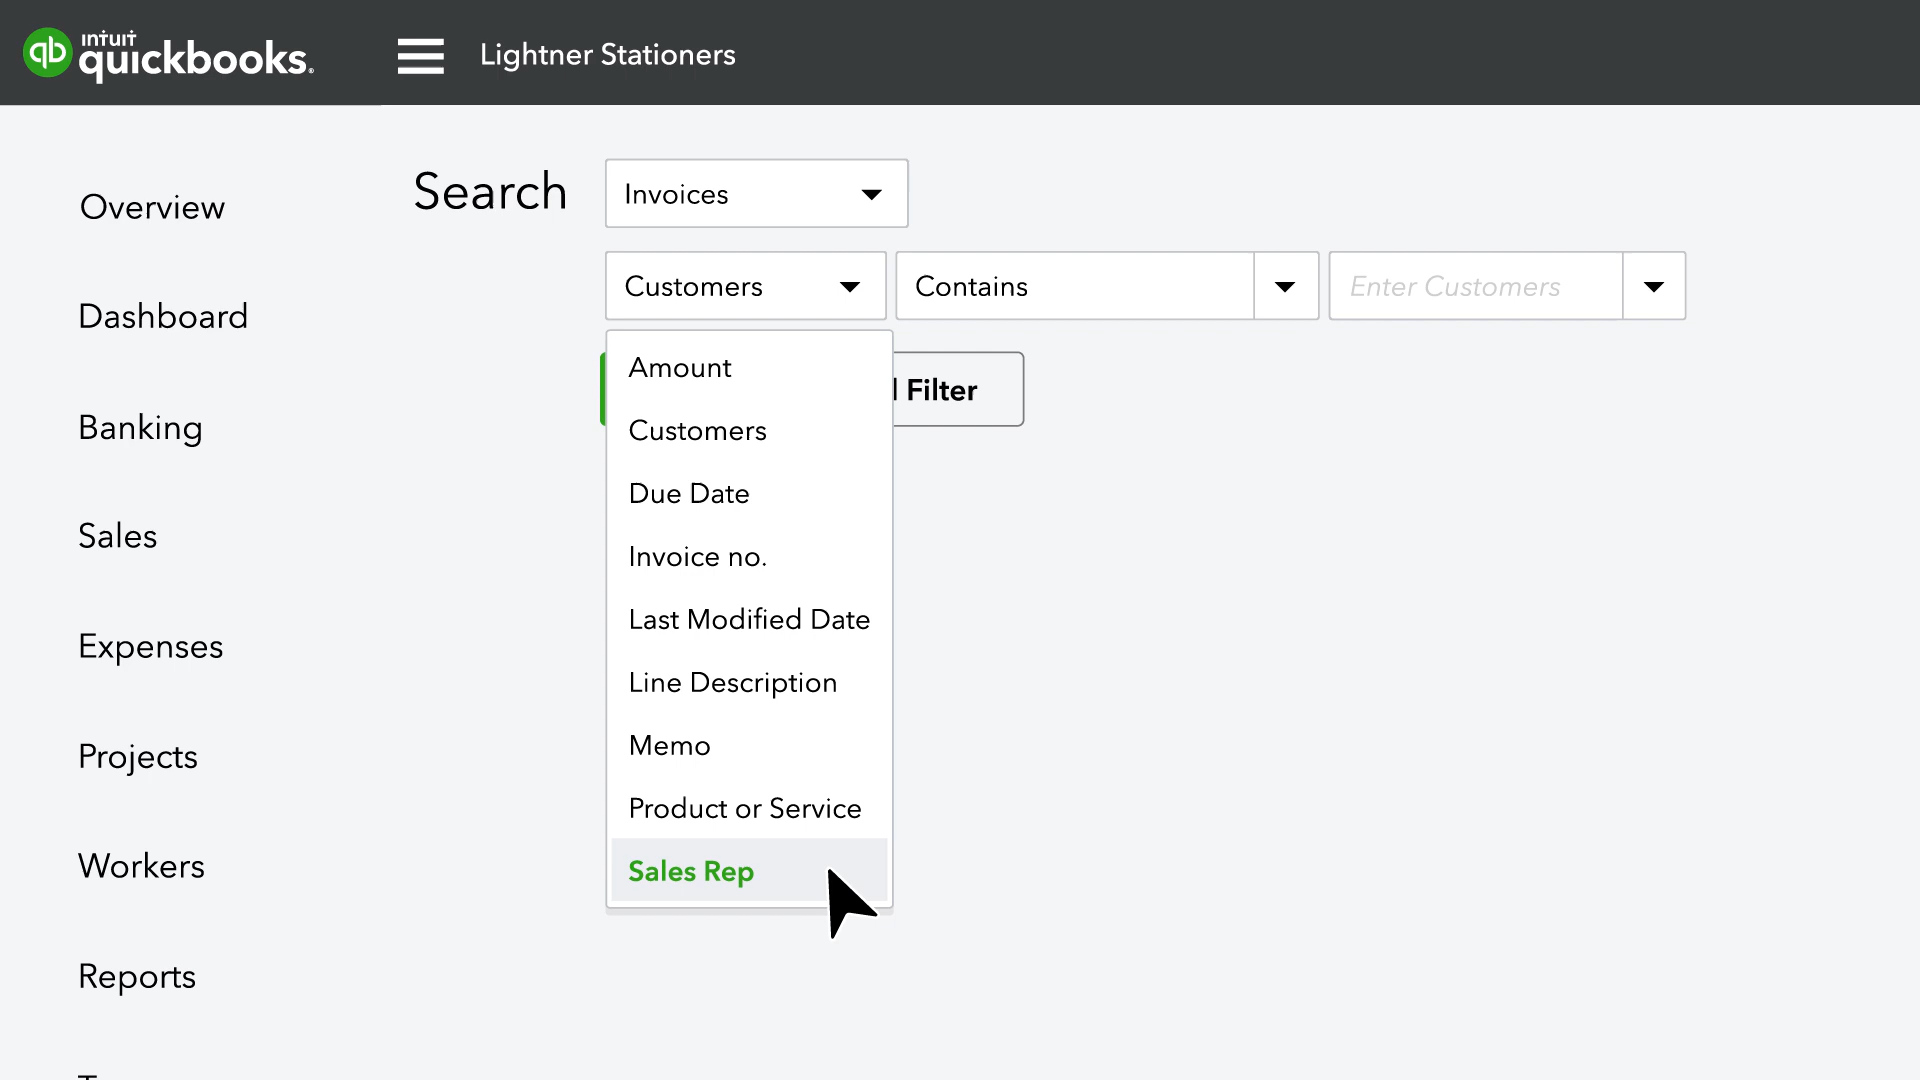 intuit
quickbooks.
Lightner Stationers
Overview
Dashboard
Banking
Sales
Expenses
Projects
Workers
Reports
Search
Invoices
Customers
Contains
Enter Customers
Filter
Amount
Customers
Due Date
Invoice no.
Last Modified Date
Line Description
Memo
Product or Service
Sales Rep